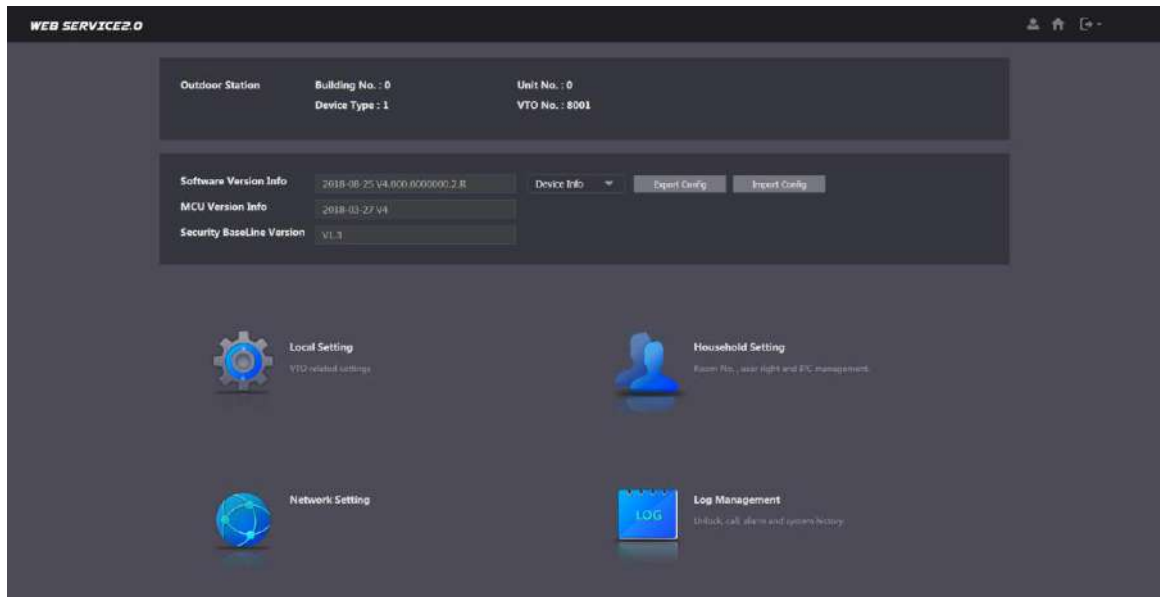 WEB SERVICE2.0
Outdoor Station Building No. : 0 Unit No. : 0
Device Type : 1 VTO No. : 8001
Software Version Info 2018-08-25 V4.000.0000000.2.R Device Info Export Config Import Config
MCU Version Info 2018-03-27 V4
Security BaseLine Version V1.3
Local Setting
VTO related settings
Household Setting
Room No., user right and IPC management.
Network Setting
LOG
Log Management
Unlock, call, alarm and system history.